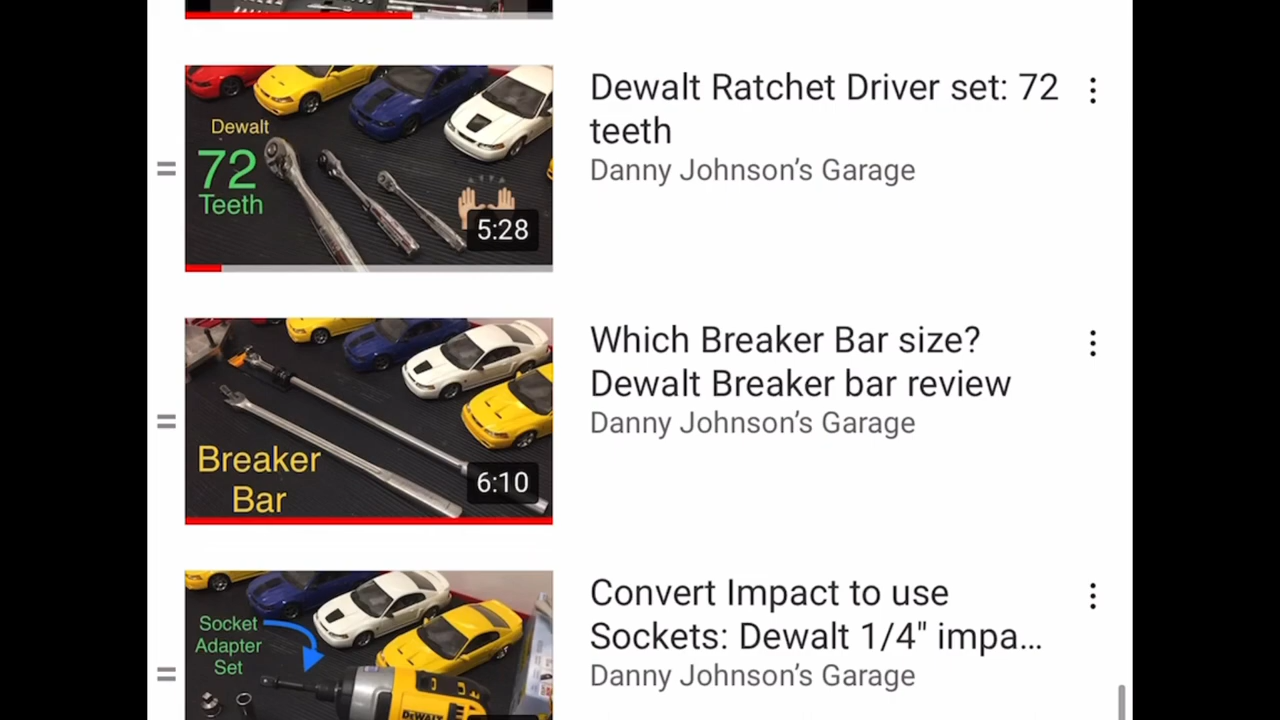 Dewalt Ratchet Driver set: 72
teeth
Danny Johnson’s Garage
Dewalt
72
Teeth
5:28
Which Breaker Bar size?
Dewalt Breaker bar review
Danny Johnson’s Garage
Breaker
Bar
6:10
Convert Impact to use
Sockets: Dewalt 1/4" impa...
Danny Johnson’s Garage
Socket
Adapter
Set
DEWALT